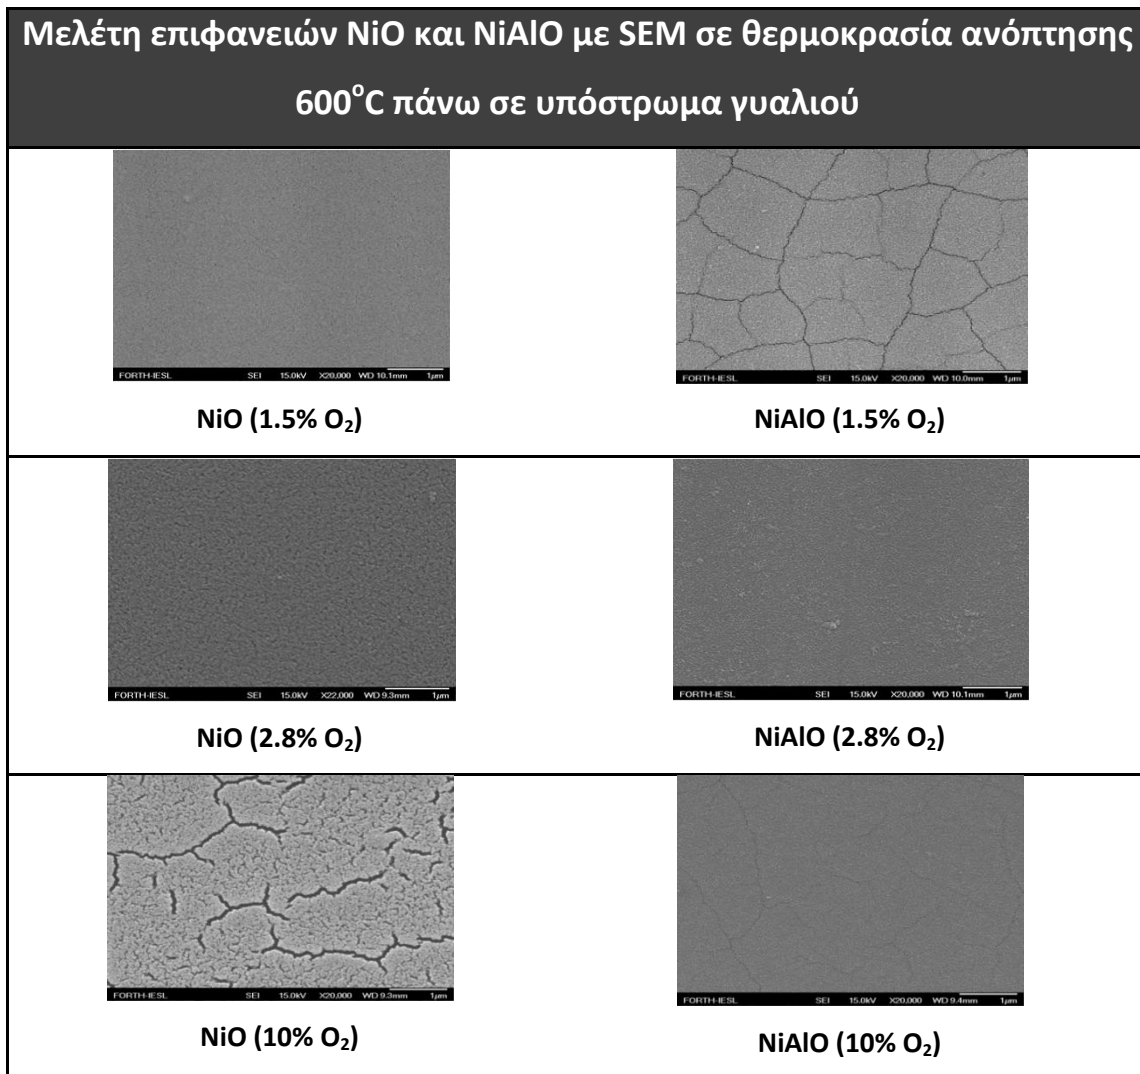 Μελέτη επιφανειών NiO και NiAlO με SEM σε θερμοκρασία ανόπτησης
600°C πάνω σε υπόστρωμα γυαλιού
FORTH-IESL SEI 15.0kV X20,000 WD 10.1mm 1μm
FORTH-IESL SEI 15.0kV X20,000 WD 10.0mm 1μm
NiO (1.5% O₂)
NiAlO (1.5% O₂)
FORTH-IESL SEI 15.0kV X22,000 WD 9.3mm 1μm
FORTH-IESL SEI 15.0kV X20,000 WD 10.1mm 1μm
NiO (2.8% O₂)
NiAlO (2.8% O₂)
FORTH-IESL SEI 15.0kV X20,000 WD 9.3mm 1μm
FORTH-IESL SEI 15.0kV X20,000 WD 9.4mm 1μm
NiO (10% O₂)
NiAlO (10% O₂)